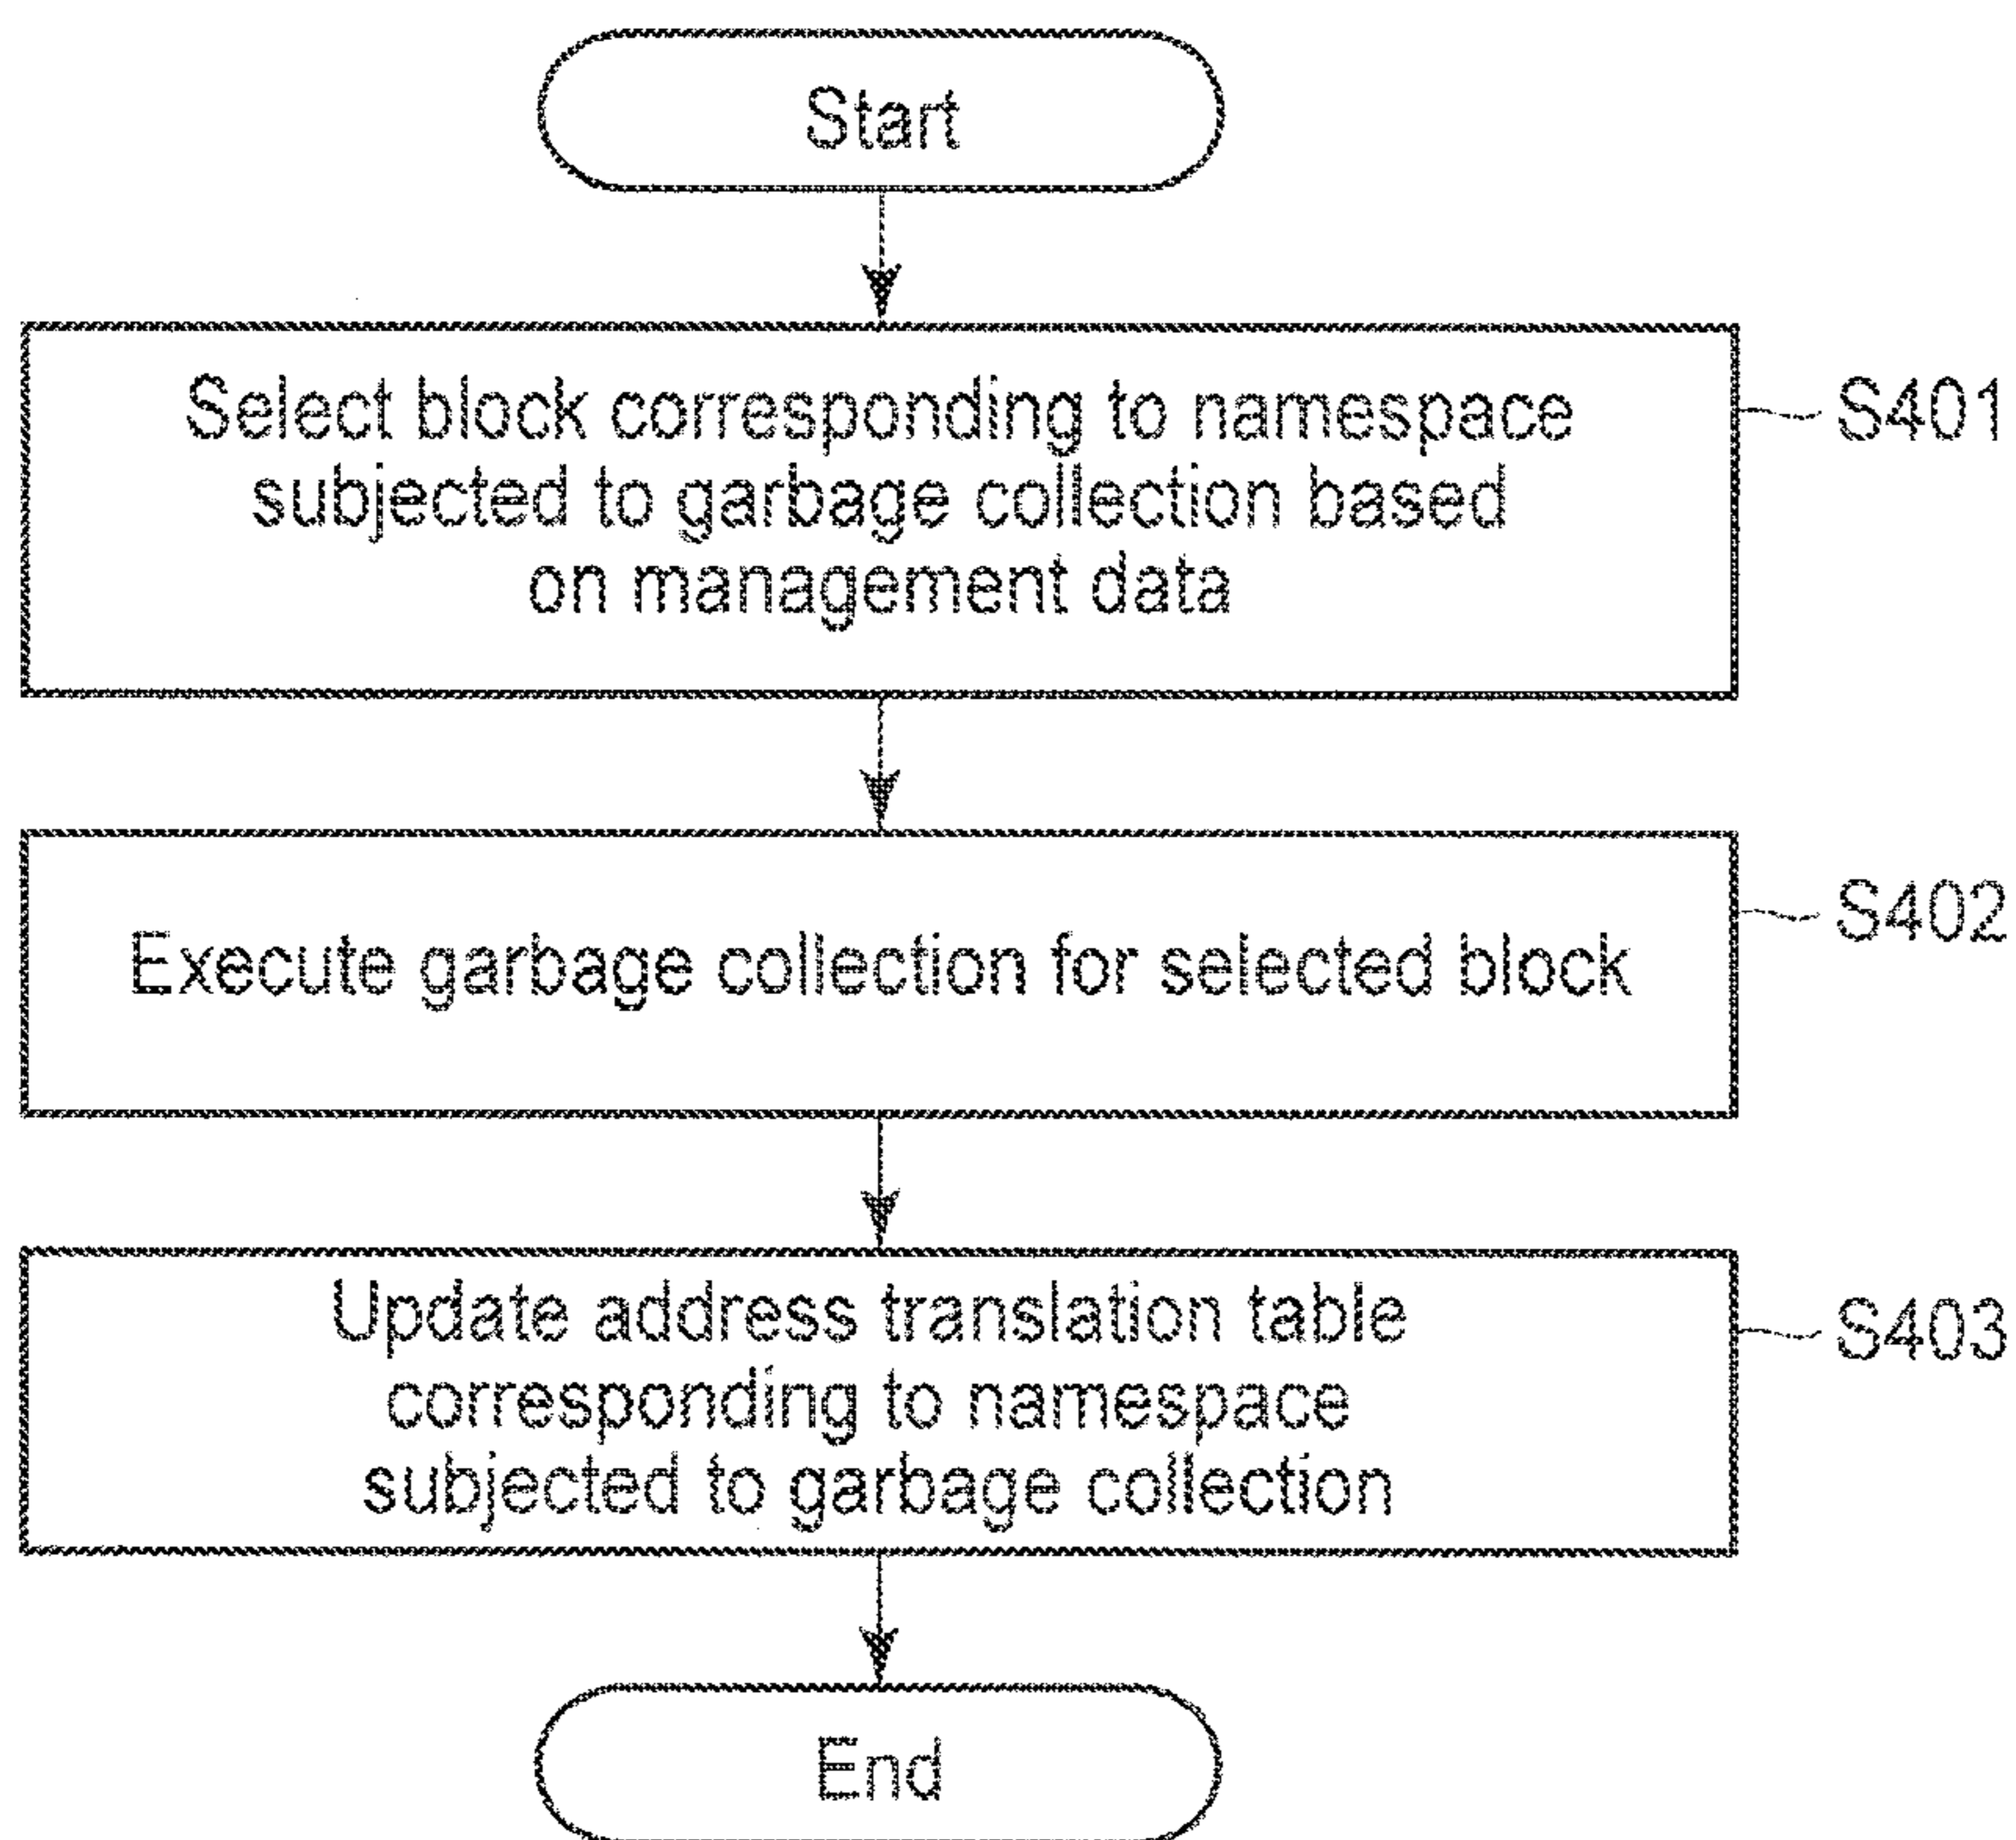 Start
Select block corresponding to namespace
subjected to garbage collection based
on management data
S401
Execute garbage collection for selected block
S402
Update address translation table
corresponding to namespace
subjected to garbage collection
S403
End